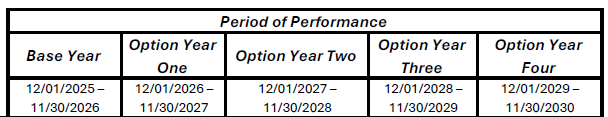 Period of Performance
Base Year
Option Year
One
Option Year Two
Option Year
Three
Option Year
Four
12/01/2025 –
11/30/2026
12/01/2026 –
11/30/2027
12/01/2027 –
11/30/2028
12/01/2028 –
11/30/2029
12/01/2029 –
11/30/2030